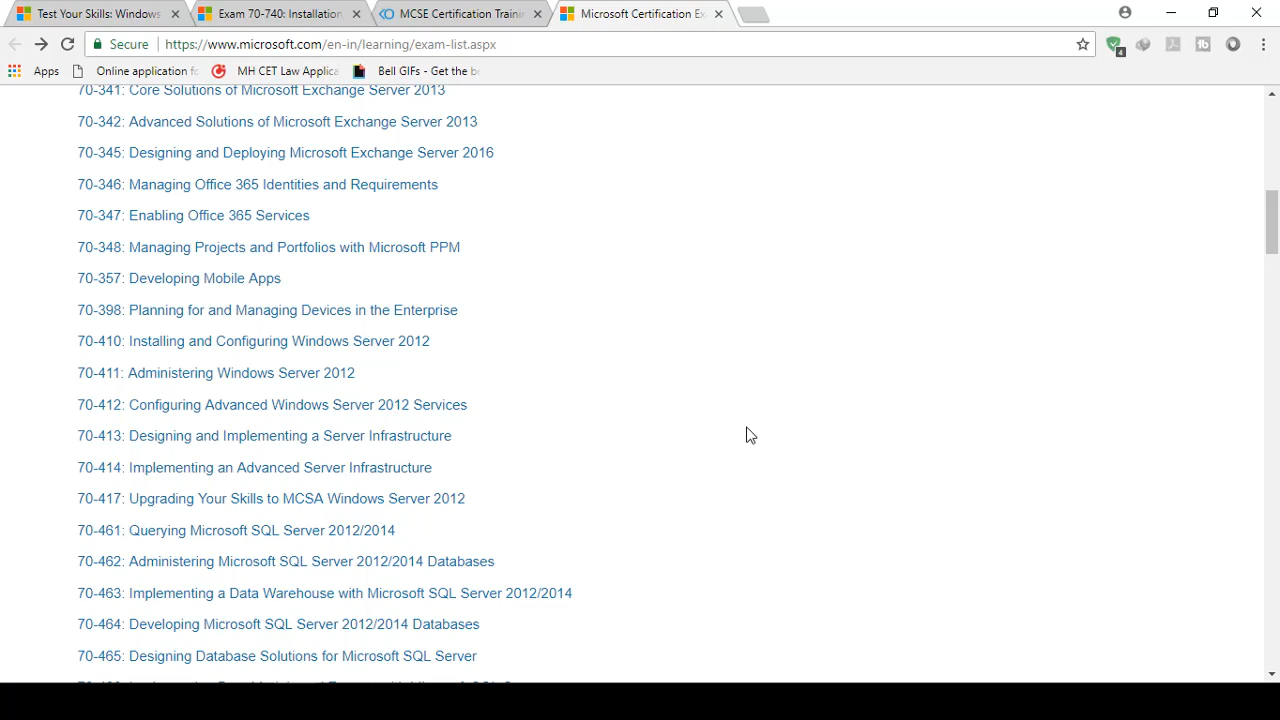 Test Your Skills: Windows
Exam 70-740: Installation,
MCSE Certification Trainin
Microsoft Certification Ex
Secure
https://www.microsoft.com/en-in/learning/exam-list.aspx
4
Apps
Online application fo
MH CET Law Applica
Bell GIFs - Get the be
70-341: Core Solutions of Microsoft Exchange Server 2013
70-342: Advanced Solutions of Microsoft Exchange Server 2013
70-345: Designing and Deploying Microsoft Exchange Server 2016
70-346: Managing Office 365 Identities and Requirements
70-347: Enabling Office 365 Services
70-348: Managing Projects and Portfolios with Microsoft PPM
70-357: Developing Mobile Apps
70-398: Planning for and Managing Devices in the Enterprise
70-410: Installing and Configuring Windows Server 2012
70-411: Administering Windows Server 2012
70-412: Configuring Advanced Windows Server 2012 Services
70-413: Designing and Implementing a Server Infrastructure
70-414: Implementing an Advanced Server Infrastructure
70-417: Upgrading Your Skills to MCSA Windows Server 2012
70-461: Querying Microsoft SQL Server 2012/2014
70-462: Administering Microsoft SQL Server 2012/2014 Databases
70-463: Implementing a Data Warehouse with Microsoft SQL Server 2012/2014
70-464: Developing Microsoft SQL Server 2012/2014 Databases
70-465: Designing Database Solutions for Microsoft SQL Server